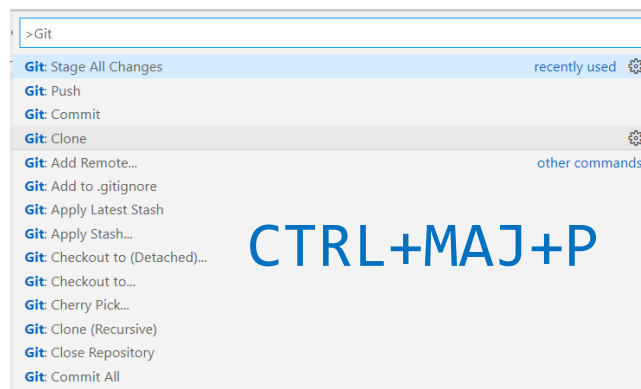 >Git
Git: Stage All Changes recently used
Git: Push
Git: Commit
Git: Clone
Git: Add Remote... other commands
Git: Add to .gitignore
Git: Apply Latest Stash
Git: Apply Stash...
CTRL+MAJ+P
Git: Checkout to (Detached)...
Git: Checkout to...
Git: Cherry Pick...
Git: Clone (Recursive)
Git: Close Repository
Git: Commit All